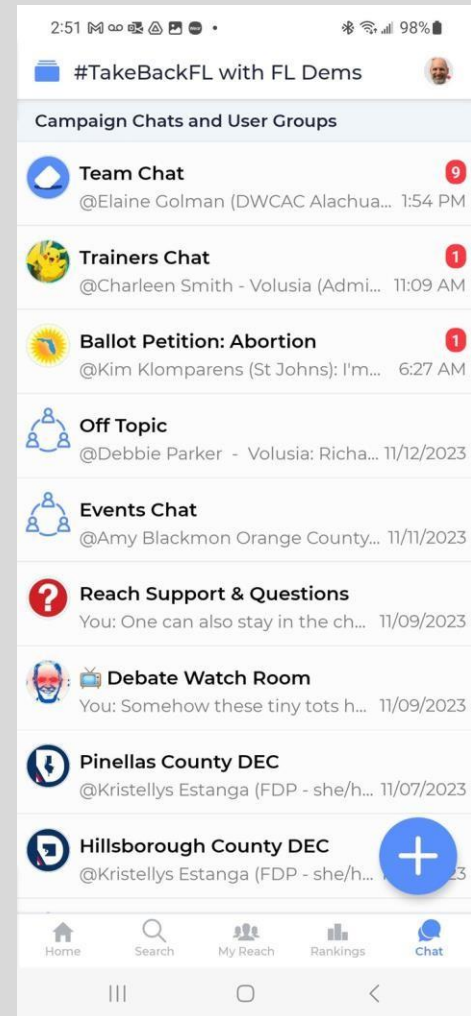 2:51
98%
#TakeBackFL with FL Dems
Campaign Chats and User Groups
Team Chat 9
@Elaine Golman (DWCAC Alachua... 1:54 PM
Trainers Chat 1
@Charleen Smith - Volusia (Admi... 11:09 AM
Ballot Petition: Abortion 1
@Kim Klomparens (St Johns): I'm... 6:27 AM
Off Topic
@Debbie Parker - Volusia: Richa... 11/12/2023
Events Chat
@Amy Blackmon Orange County... 11/11/2023
Reach Support & Questions
You: One can also stay in the ch... 11/09/2023
Debate Watch Room
You: Somehow these tiny tots h... 11/09/2023
Pinellas County DEC
@Kristellys Estanga (FDP - she/h... 11/07/2023
Hillsborough County DEC
@Kristellys Estanga (FDP - she/h...
Home Search My Reach Rankings Chat